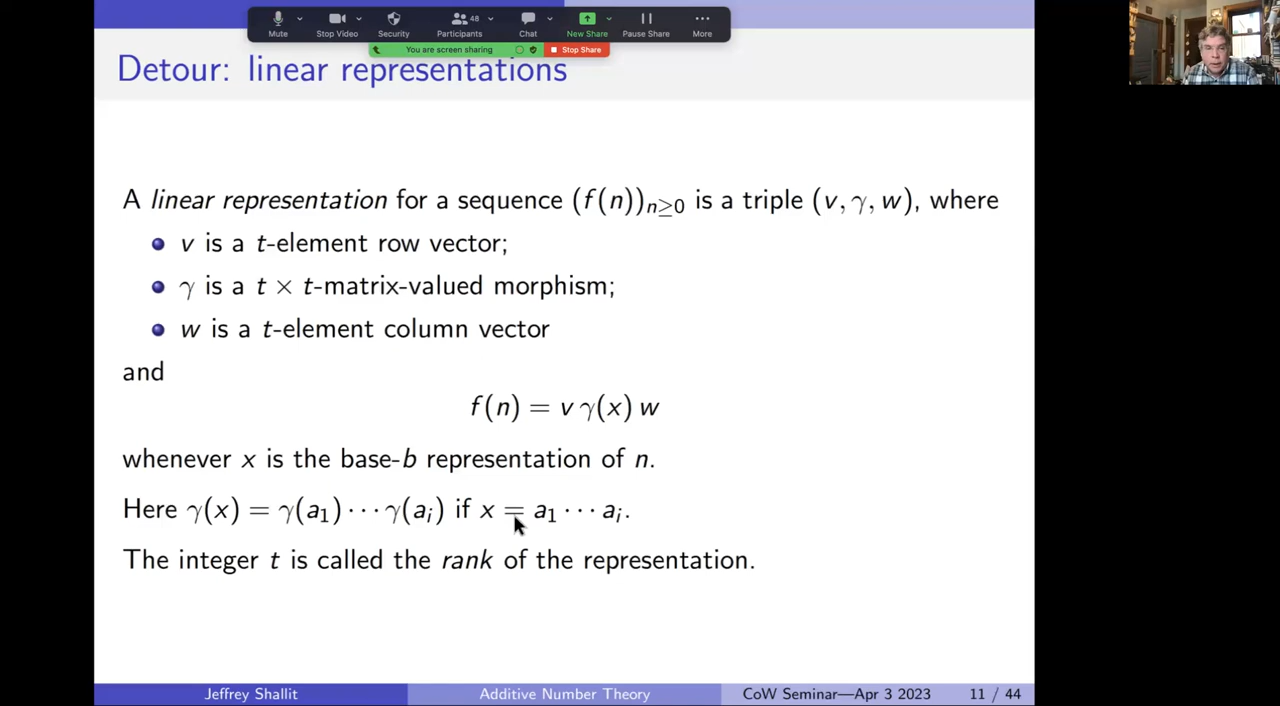 Mute Stop Video Security Participants 48 Chat New Share Pause Share More
You are screen sharing Stop Share
Detour: linear representations
A linear representation for a sequence (f(n))n≥0 is a triple (v, γ, w), where
v is a t-element row vector;
γ is a t × t-matrix-valued morphism;
w is a t-element column vector
and
f(n) = v γ(x) w
whenever x is the base-b representation of n.
Here γ(x) = γ(a₁) ··· γ(aᵢ) if x = a₁ ··· aᵢ.
The integer t is called the rank of the representation.
Jeffrey Shallit Additive Number Theory CoW Seminar—Apr 3 2023 11 / 44